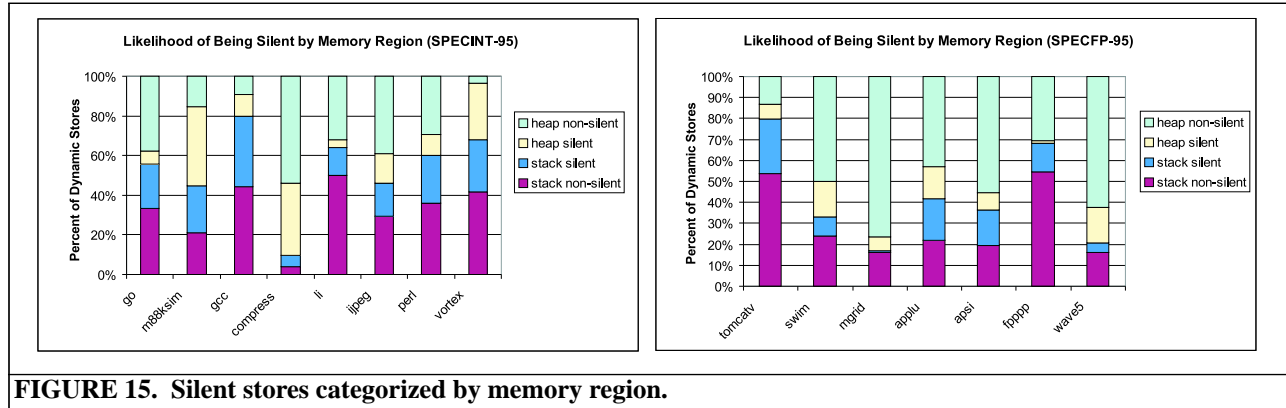 Likelihood of Being Silent by Memory Region (SPECINT-95)
Percent of Dynamic Stores
100%
80%
60%
40%
20%
0%
go
m88ksim
gcc
compress
li
ijpeg
perl
vortex
heap non-silent
heap silent
stack silent
stack non-silent
Likelihood of Being Silent by Memory Region (SPECFP-95)
Percent of Dynamic Stores
100%
90%
80%
70%
60%
50%
40%
30%
20%
10%
0%
tomcatv
swim
mgrid
applu
apsi
fpppp
wave5
heap non-silent
heap silent
stack silent
stack non-silent
FIGURE 15. Silent stores categorized by memory region.